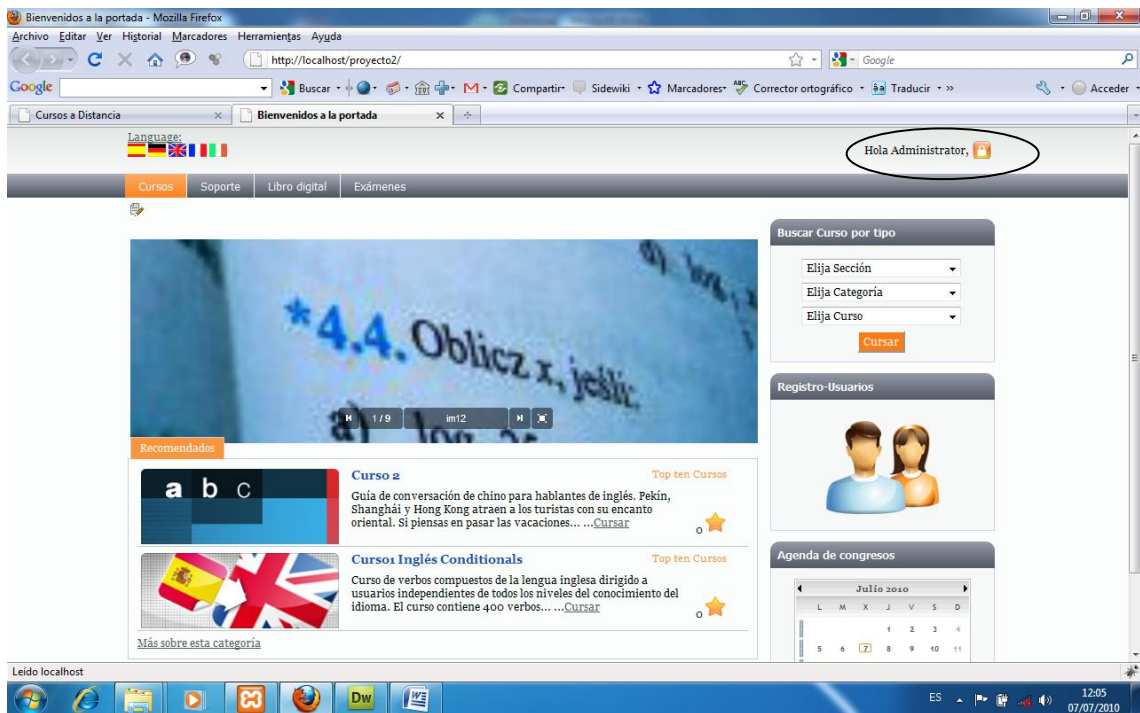 Bienvenidos a la portada - Mozilla Firefox
Archivo Editar Ver Historial Marcadores Herramientas Ayuda
http://localhost/proyecto2/
Google
Google Buscar Compartir Sidewiki Marcadores ABC Corrector ortográfico Traducir » Acceder
Cursos a Distancia Bienvenidos a la portada
Language:
Hola Administrator,
Cursos Soporte Libro digital Exámenes
Buscar Curso por tipo
Elija Sección
Elija Categoría
Elija Curso
Cursar
*4.4. Oblicz x, jeśli:
a) log
1 / 9 im12
Registro-Usuarios
Recomendados
Curso 2 Top ten Cursos
Guía de conversación de chino para hablantes de inglés. Pekín,
Shanghái y Hong Kong atraen a los turistas con su encanto
oriental. Si piensas en pasar las vacaciones... ...Cursar
0
a b c
Curso1 Inglés Conditionals Top ten Cursos
Curso de verbos compuestos de la lengua inglesa dirigido a
usuarios independientes de todos los niveles del conocimiento del
idioma. El curso contiene 400 verbos... ...Cursar
0
Más sobre esta categoría
Agenda de congresos
Julio 2010
L M X J V S D
1 2 3 4
5 6 7 8 9 10 11
Leído localhost
Dw
ES
12:05
07/07/2010